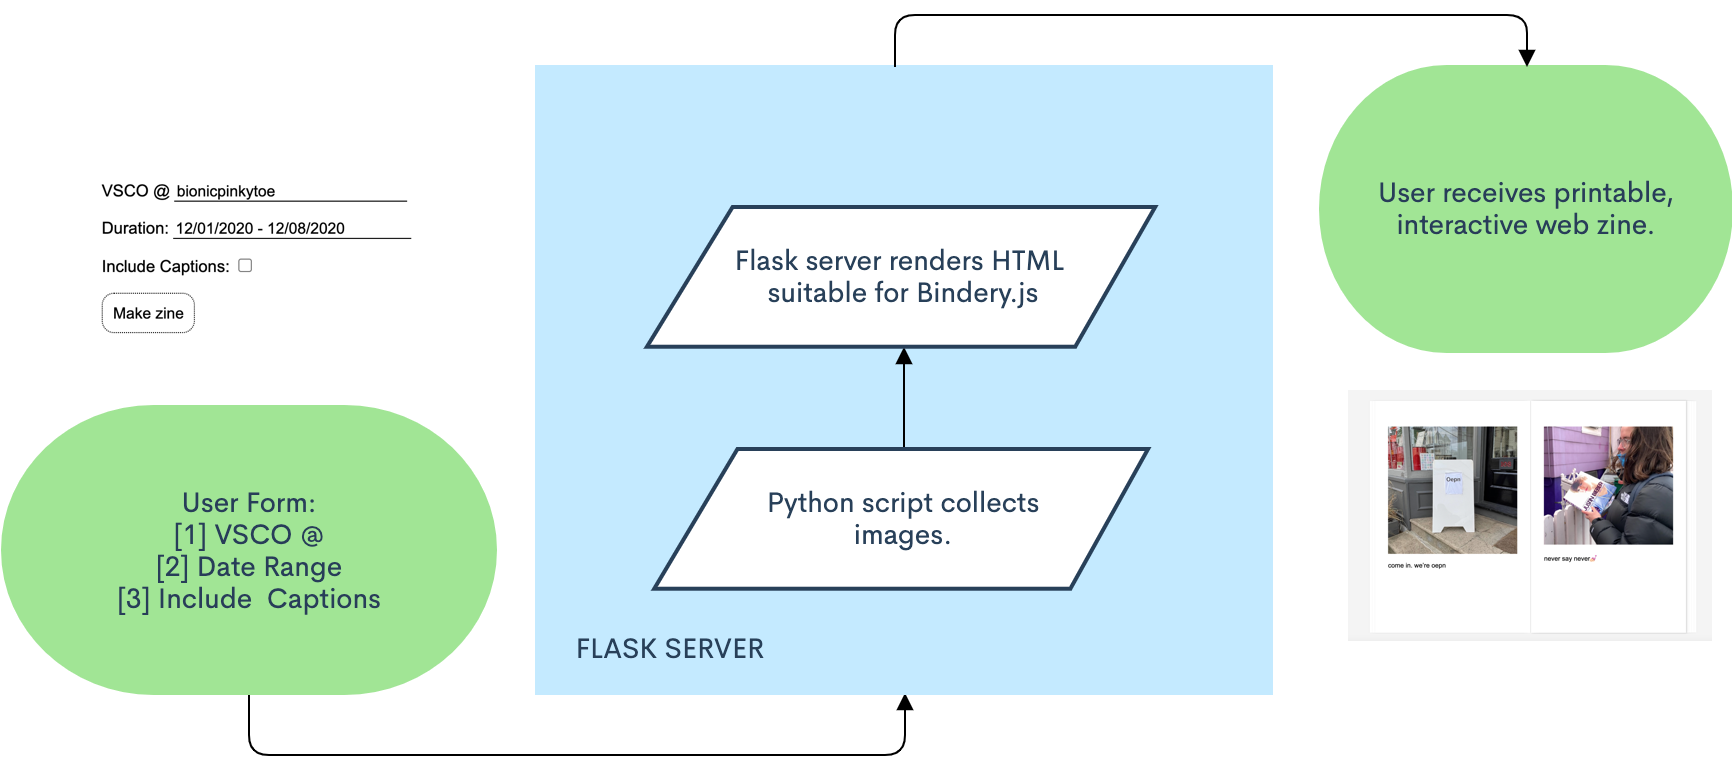 VSCO @ bionicpinkytoe
Duration: 12/01/2020 - 12/08/2020
Include Captions:
Make zine
User Form:
[1] VSCO @
[2] Date Range
[3] Include Captions
Flask server renders HTML
suitable for Bindery.js
Python script collects
images.
FLASK SERVER
User receives printable,
interactive web zine.
Oepn
come in. we're oepn
never say never